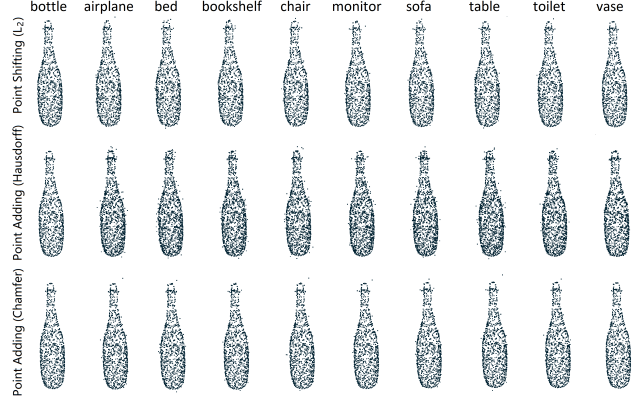 bottle airplane bed bookshelf chair monitor sofa table toilet vase
Point Shifting (L₂)
Point Adding (Hausdorff)
Point Adding (Chamfer)